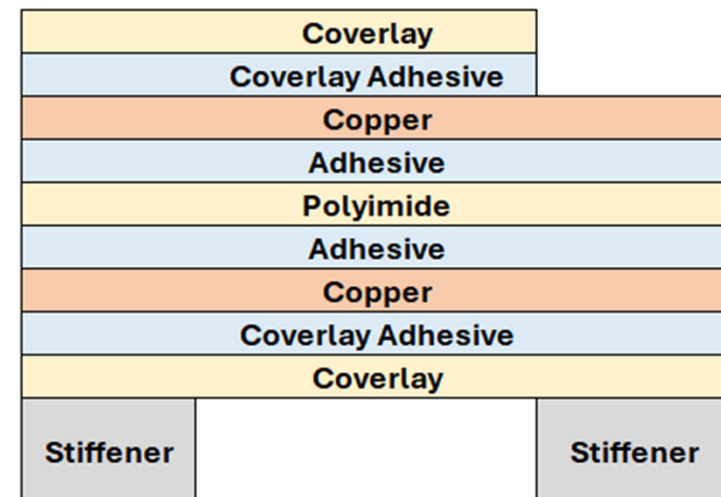 Coverlay
Coverlay Adhesive
Copper
Adhesive
Polyimide
Adhesive
Copper
Coverlay Adhesive
Coverlay
Stiffener Stiffener